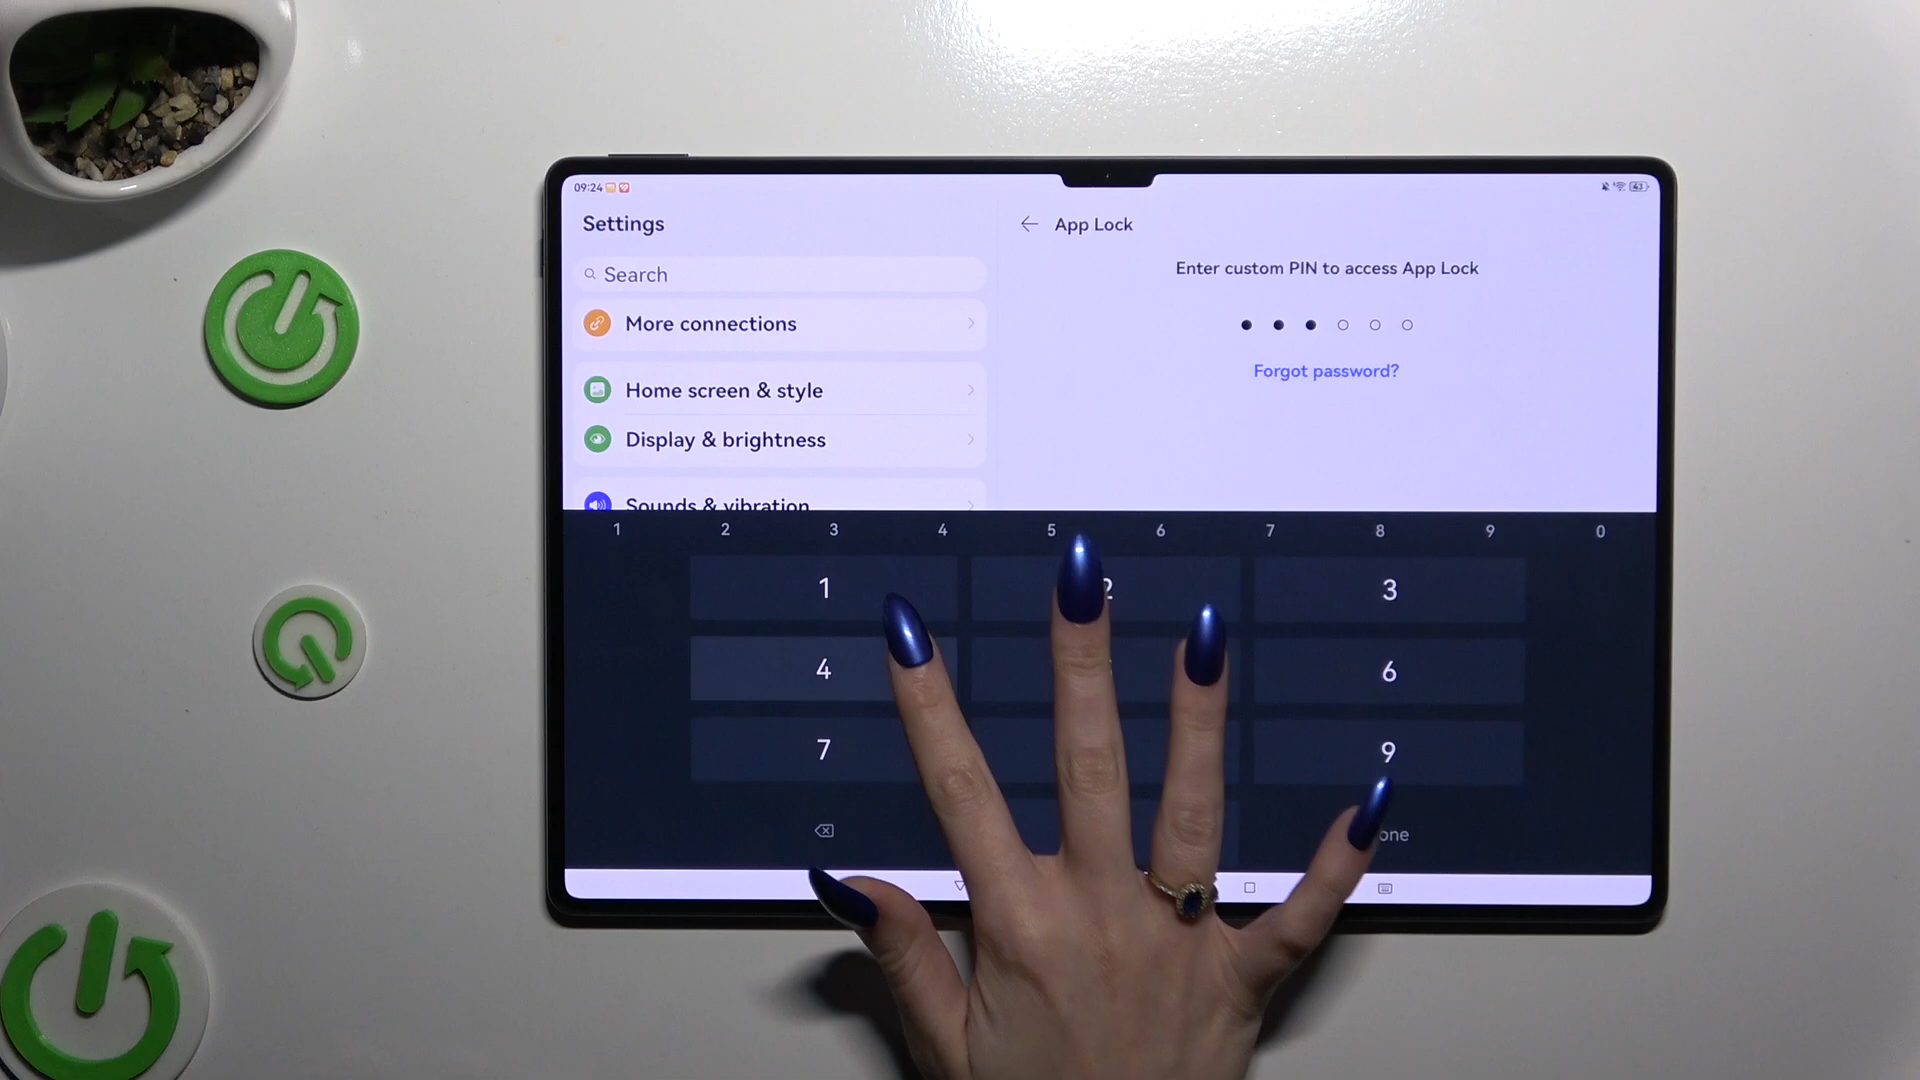 09:24
43
Settings
App Lock
Search
Enter custom PIN to access App Lock
More connections
Forgot password?
Home screen & style
Display & brightness
Sounds & vibration
1 2 3 4 5 6 7 8 9 0
1 2 3
4 6
7 9
one